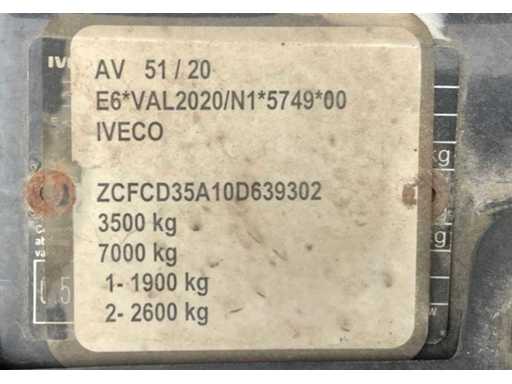 AV 51 / 20
E6*VAL2020/N1*5749*00
IVECO
ZCFCD35A10D639302
3500 kg
7000 kg
1- 1900 kg
2- 2600 kg
kg
g